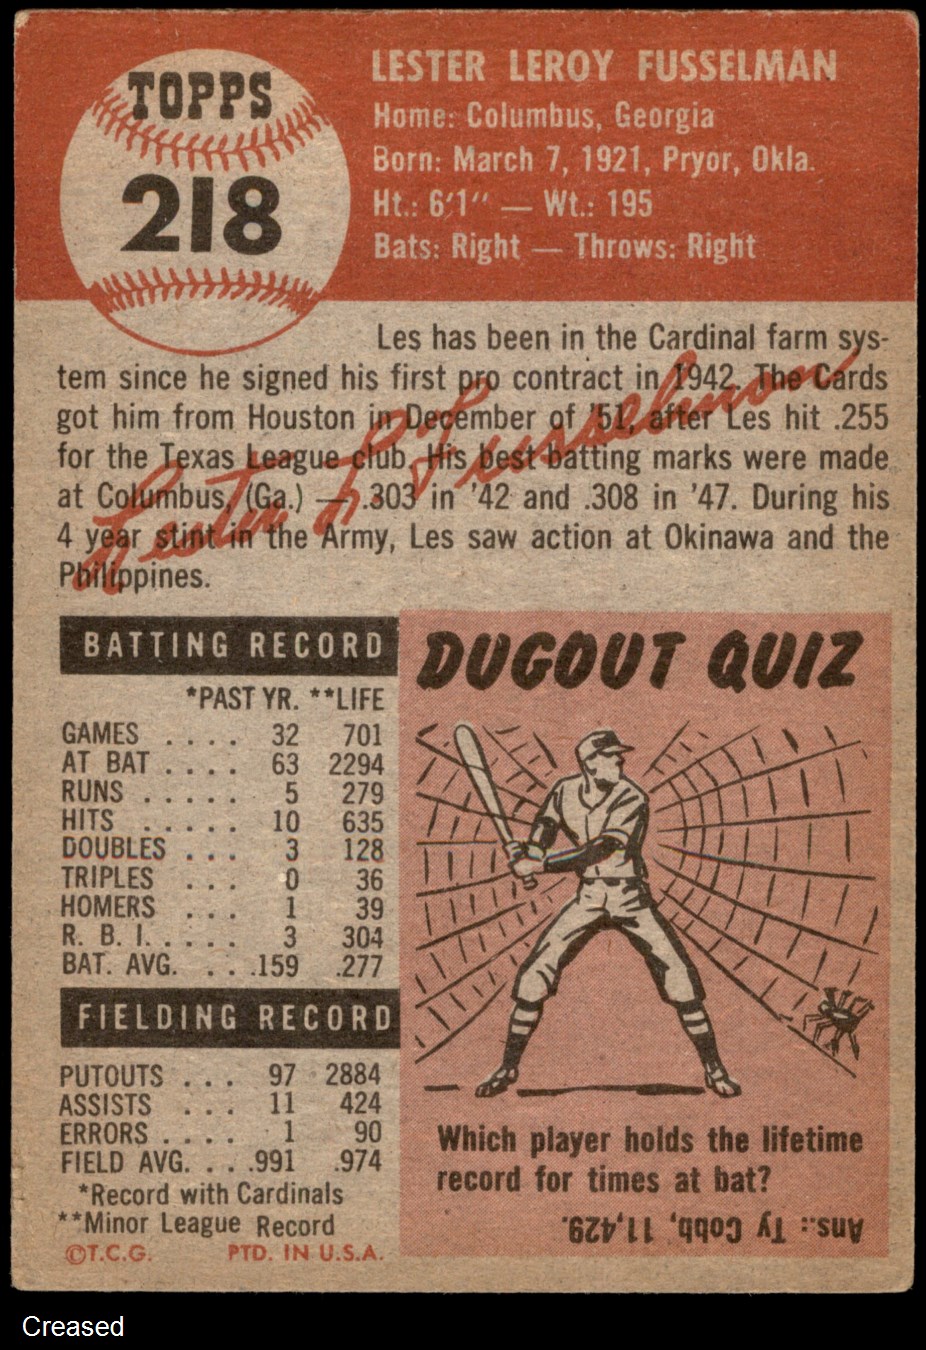 TOPPS
218
LESTER LEROY FUSSELMAN
Home: Columbus, Georgia
Born: March 7, 1921, Pryor, Okla.
Ht.: 6'1" — Wt.: 195
Bats: Right — Throws: Right
Les has been in the Cardinal farm sys-
tem since he signed his first pro contract in 1942. The Cards
got him from Houston in December of '51, after Les hit .255
for the Texas League club. His best batting marks were made
at Columbus, (Ga.) — .303 in '42 and .308 in '47. During his
4 year stint in the Army, Les saw action at Okinawa and the
Philippines.
Lester L Fusselman
BATTING RECORD
*PAST YR. **LIFE
GAMES . . . . 32 701
AT BAT . . . . 63 2294
RUNS . . . . . 5 279
HITS . . . . . 10 635
DOUBLES . . . 3 128
TRIPLES . . . 0 36
HOMERS . . . 1 39
R. B. I. . . . . 3 304
BAT. AVG. . . .159 .277
FIELDING RECORD
PUTOUTS . . . 97 2884
ASSISTS . . . 11 424
ERRORS . . . . 1 90
FIELD AVG. . . .991 .974
*Record with Cardinals
**Minor League Record
©T.C.G. PTD. IN U.S.A.
DUGOUT QUIZ
Which player holds the lifetime
record for times at bat?
Ans.: Ty Cobb, 11,429.
Creased